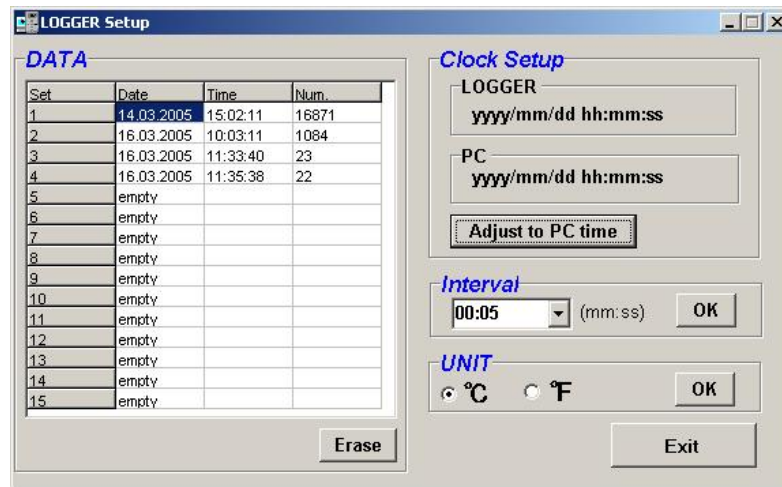 LOGGER Setup
DATA
Set Date Time Num.
1 14.03.2005 15:02:11 16871
2 16.03.2005 10:03:11 1084
3 16.03.2005 11:33:40 23
4 16.03.2005 11:35:38 22
5 empty
6 empty
7 empty
8 empty
9 empty
10 empty
11 empty
12 empty
13 empty
14 empty
15 empty
Erase
Clock Setup
LOGGER
yyyy/mm/dd hh:mm:ss
PC
yyyy/mm/dd hh:mm:ss
Adjust to PC time
Interval
00:05 (mm:ss) OK
UNIT
°C °F OK
Exit